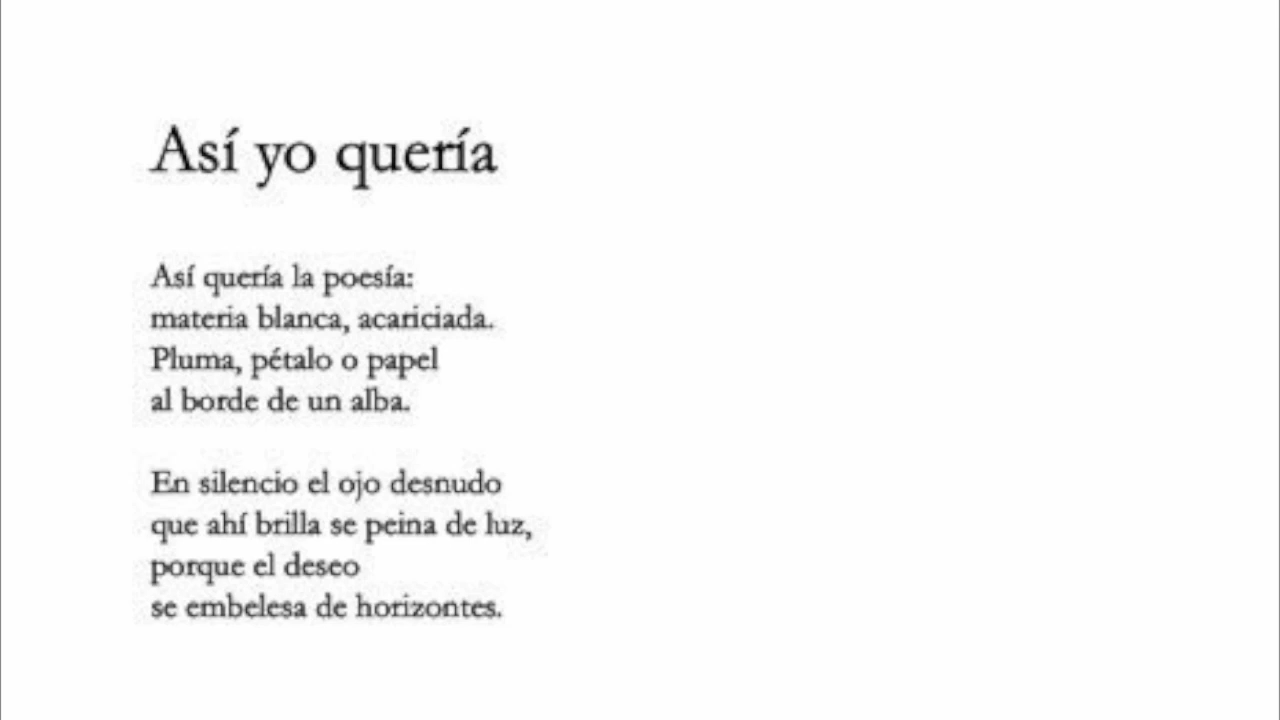 Así yo quería
Así quería la poesía:
materia blanca, acariciada.
Pluma, pétalo o papel
al borde de un alba.
En silencio el ojo desnudo
que ahí brilla se peina de luz,
porque el deseo
se embelesa de horizontes.